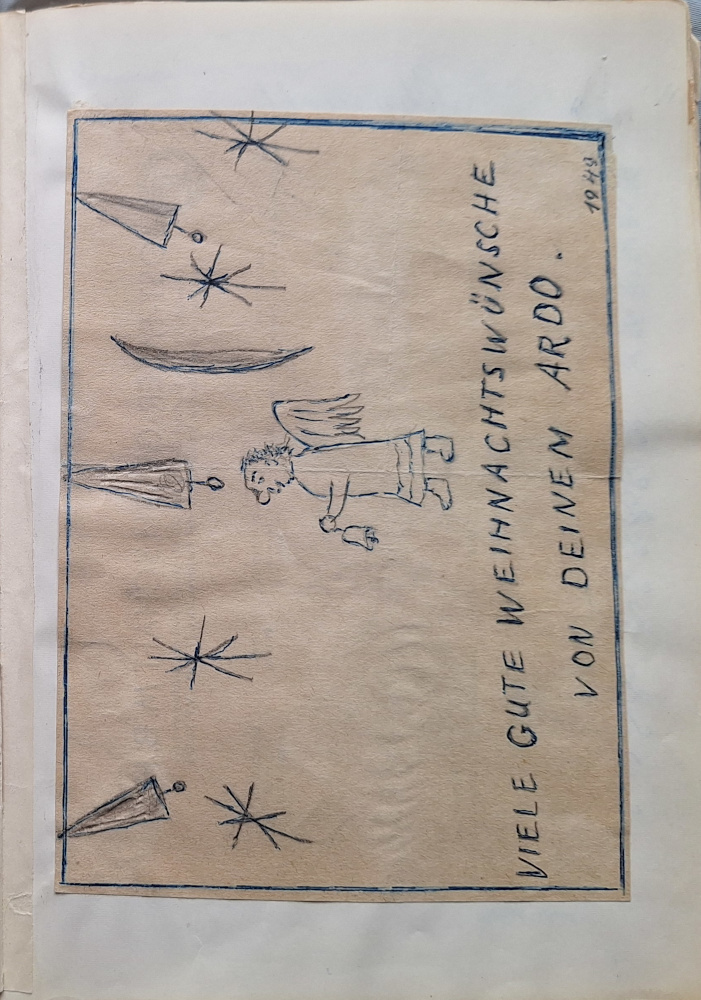 VIELE GUTE WEIHNACHTSWÜNSCHE
VON DEINEM ARDO.
1949